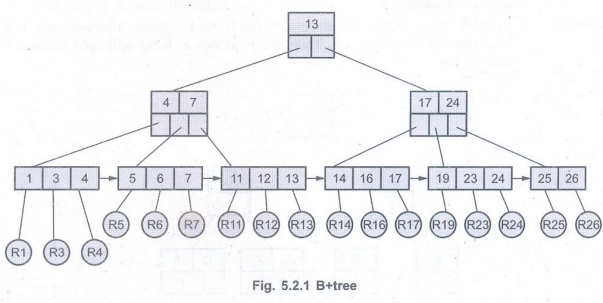 13
4 7 17 24
1 3 4 5 6 7 11 12 13 14 16 17 19 23 24 25 26
R5 R6 R7 R11 R12 R13 R14 R16 R17 R19 R23 R24 R25 R26
R1 R3 R4
Fig. 5.2.1 B+tree